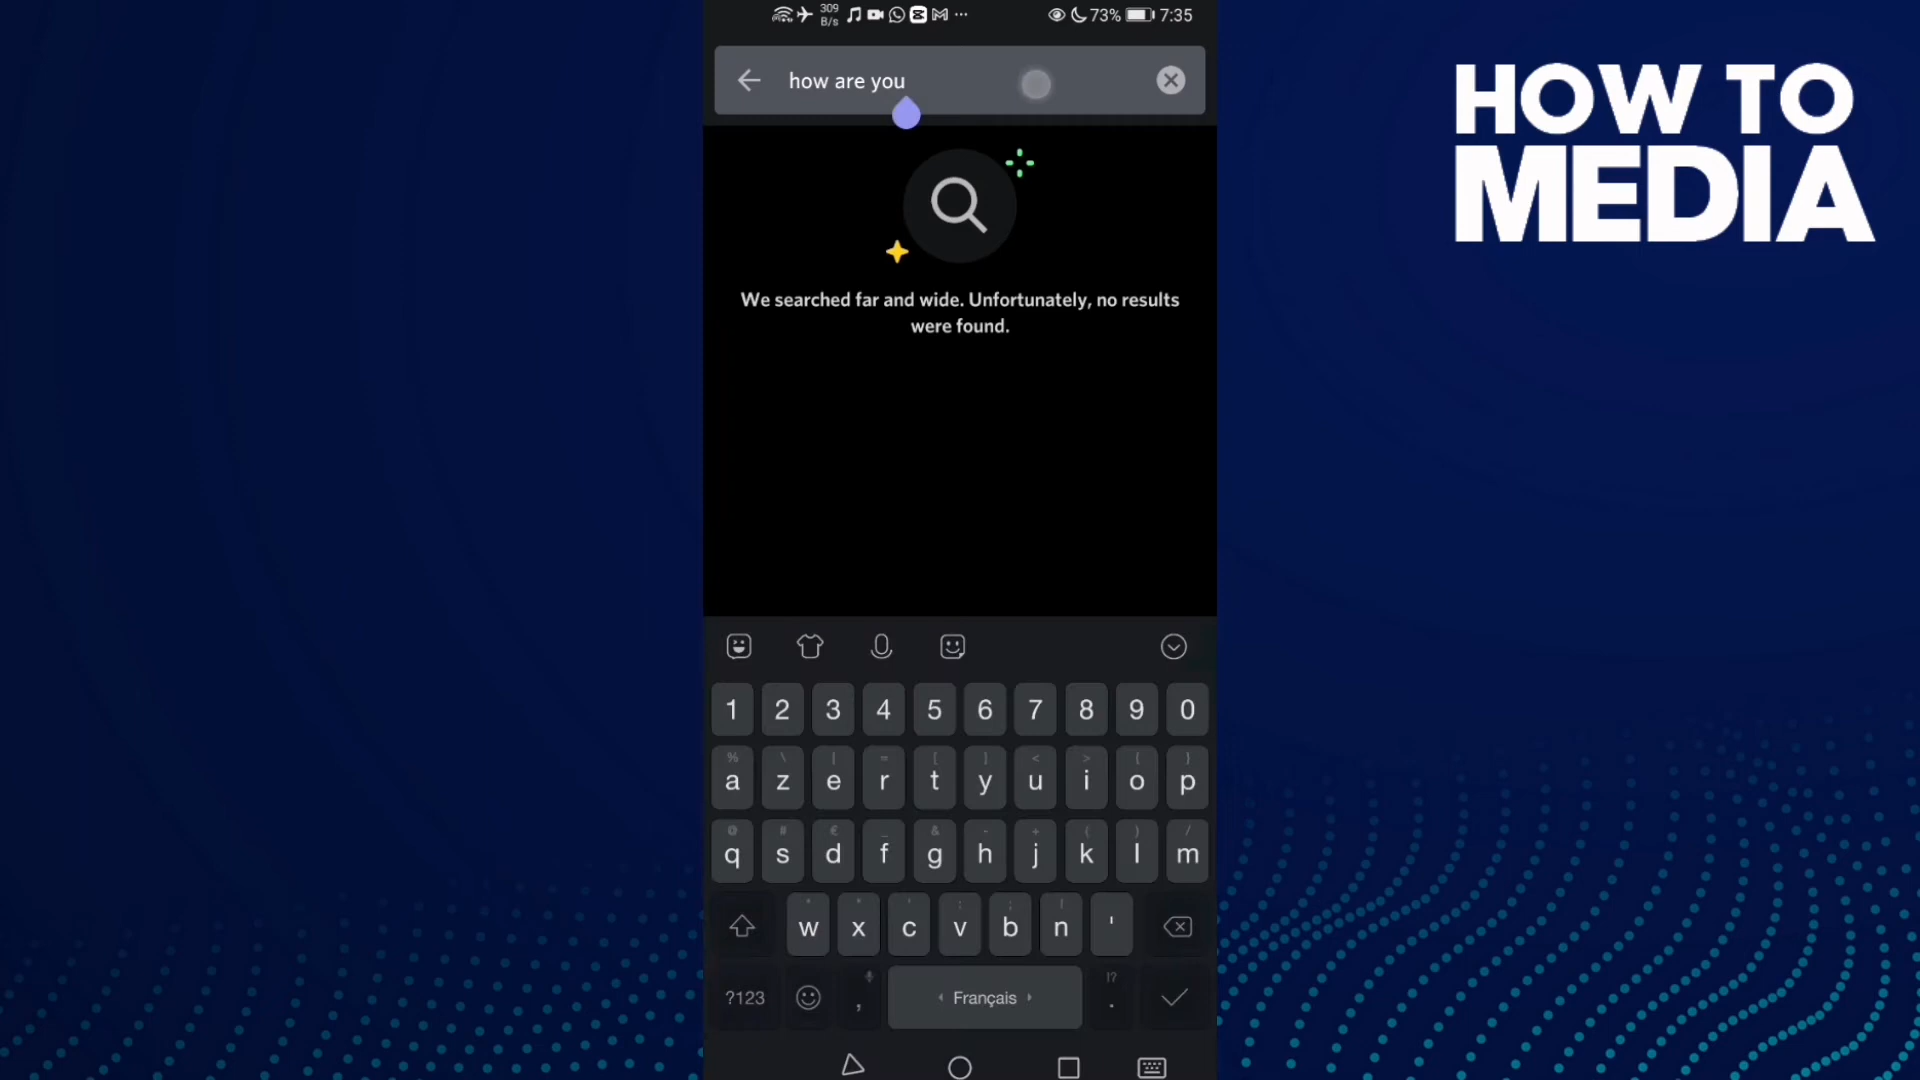 309
B/s
73%
7:35
how are you
HOW TO
MEDIA
We searched far and wide. Unfortunately, no results
were found.
1 2 3 4 5 6 7 8 9 0
a z e r t y u i o p
q s d f g h j k l m
w x c v b n '
?123 , Français .